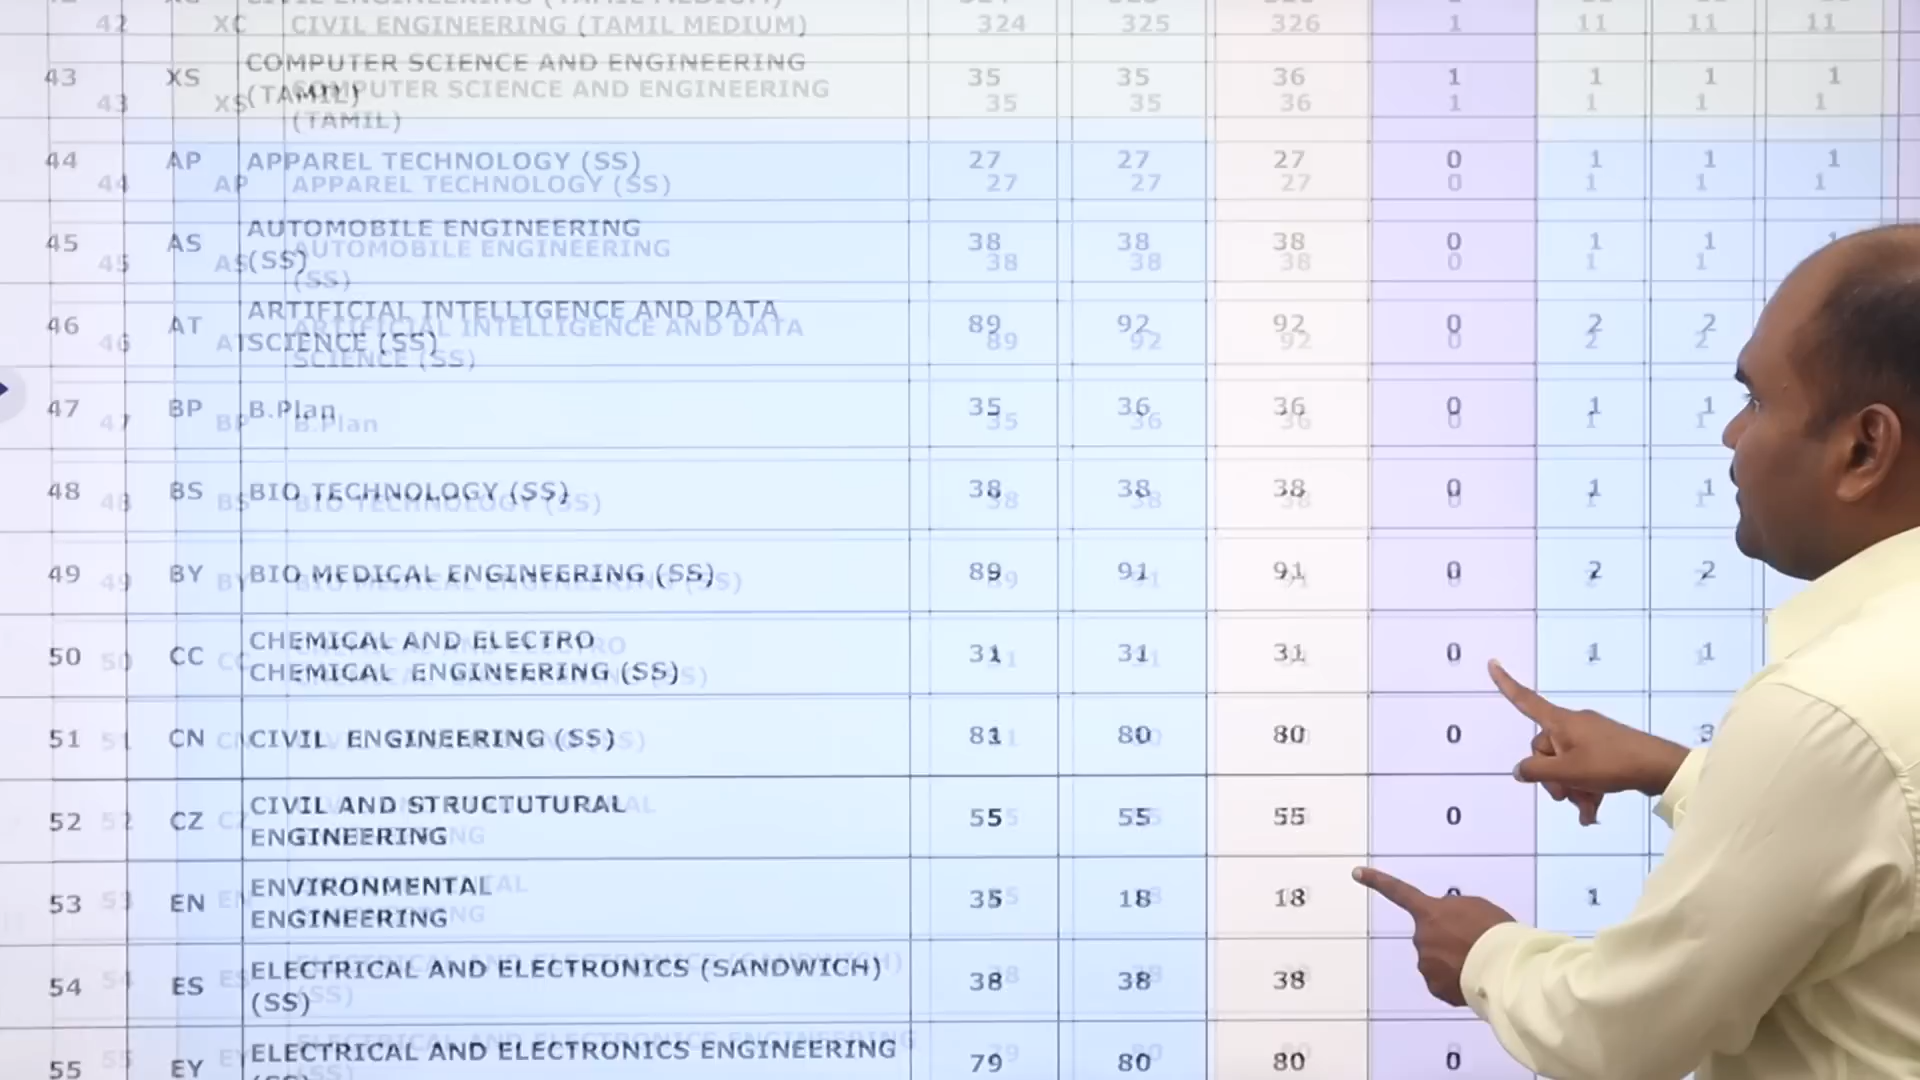 42 XC CIVIL ENGINEERING (TAMIL MEDIUM) 324 325 326 1 11 11 11
43 XS COMPUTER SCIENCE AND ENGINEERING (TAMIL) 35 35 36 1 1 1 1
44 AP APPAREL TECHNOLOGY (SS) 27 27 27 0 1 1 1
45 AS AUTOMOBILE ENGINEERING (SS) 38 38 38 0 1 1
46 AT ARTIFICIAL INTELLIGENCE AND DATA SCIENCE (SS) 89 92 92 0 2 2
47 BP B.Plan 35 36 36 0 1 1
48 BS BIO TECHNOLOGY (SS) 38 38 38 0 1 1
49 BY BIO MEDICAL ENGINEERING (SS) 89 91 91 0 2 2
50 CC CHEMICAL AND ELECTRO CHEMICAL ENGINEERING (SS) 31 31 31 0 1 1
51 CN CIVIL ENGINEERING (SS) 81 80 80 0 3
52 CZ CIVIL AND STRUCTUTURAL ENGINEERING 55 55 55 0
53 EN ENVIRONMENTAL ENGINEERING 35 18 18 1
54 ES ELECTRICAL AND ELECTRONICS (SANDWICH) (SS) 38 38 38
55 EY ELECTRICAL AND ELECTRONICS ENGINEERING 79 80 80 0